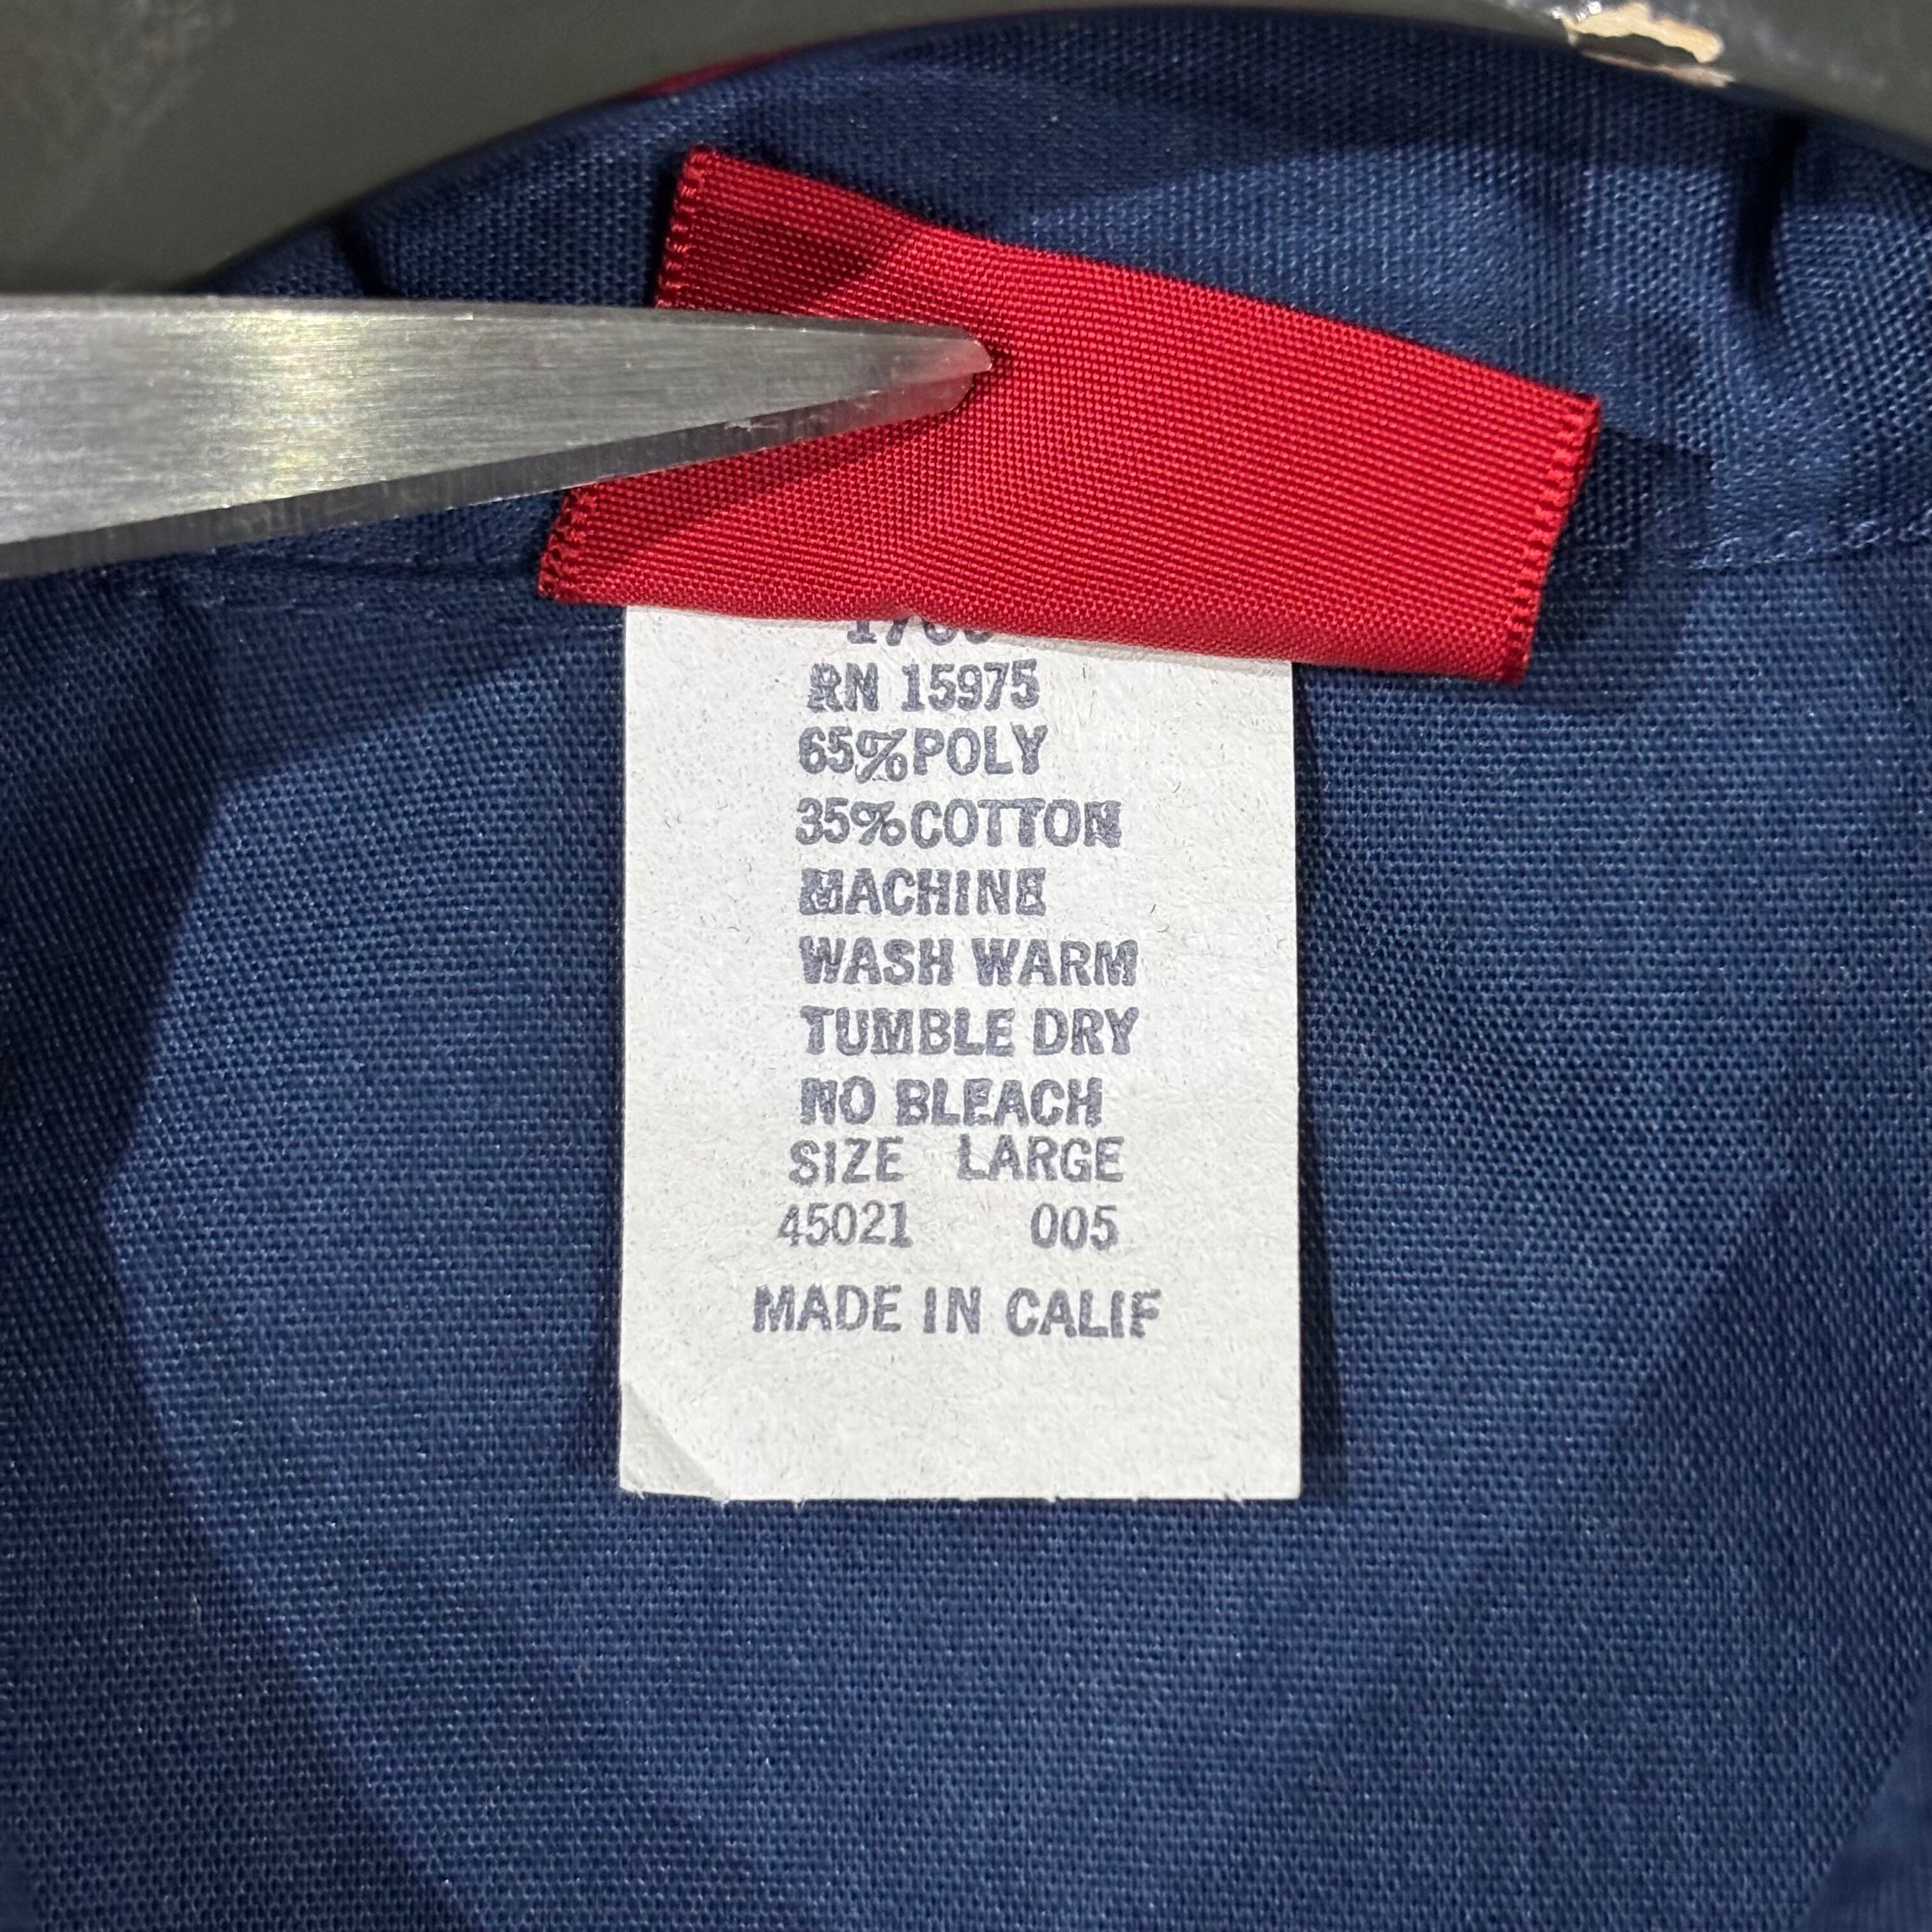 RN 15975
65%POLY
35%COTTON
MACHINE
WASH WARM
TUMBLE DRY
NO BLEACH
SIZE LARGE
45021 005
MADE IN CALIF